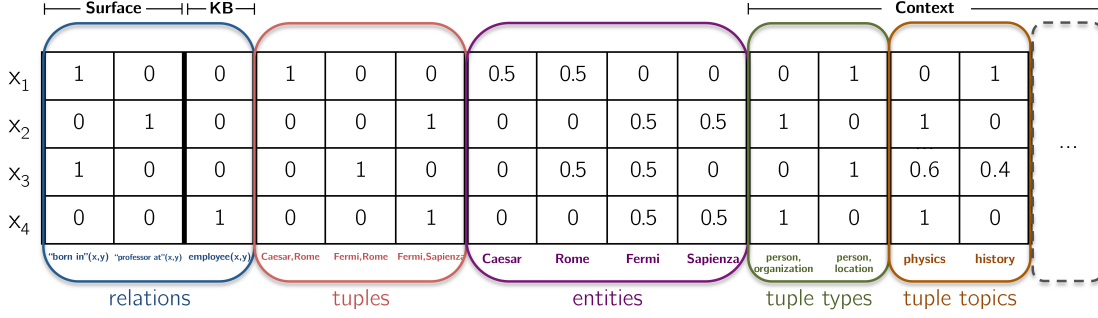 Surface KB Context
x1 1 0 0 1 0 0 0.5 0.5 0 0 0 1 0 1
x2 0 1 0 0 0 1 0 0 0.5 0.5 1 0 1 0
...
x3 1 0 0 0 1 0 0 0.5 0.5 0 0 1 0.6 0.4
...
x4 0 0 1 0 0 1 0 0 0.5 0.5 1 0 1 0
“born in”(x,y) “professor at”(x,y) employee(x,y) Caesar,Rome Fermi,Rome Fermi,Sapienza Caesar Rome Fermi Sapienza person, organization person, location physics history
relations tuples entities tuple types tuple topics